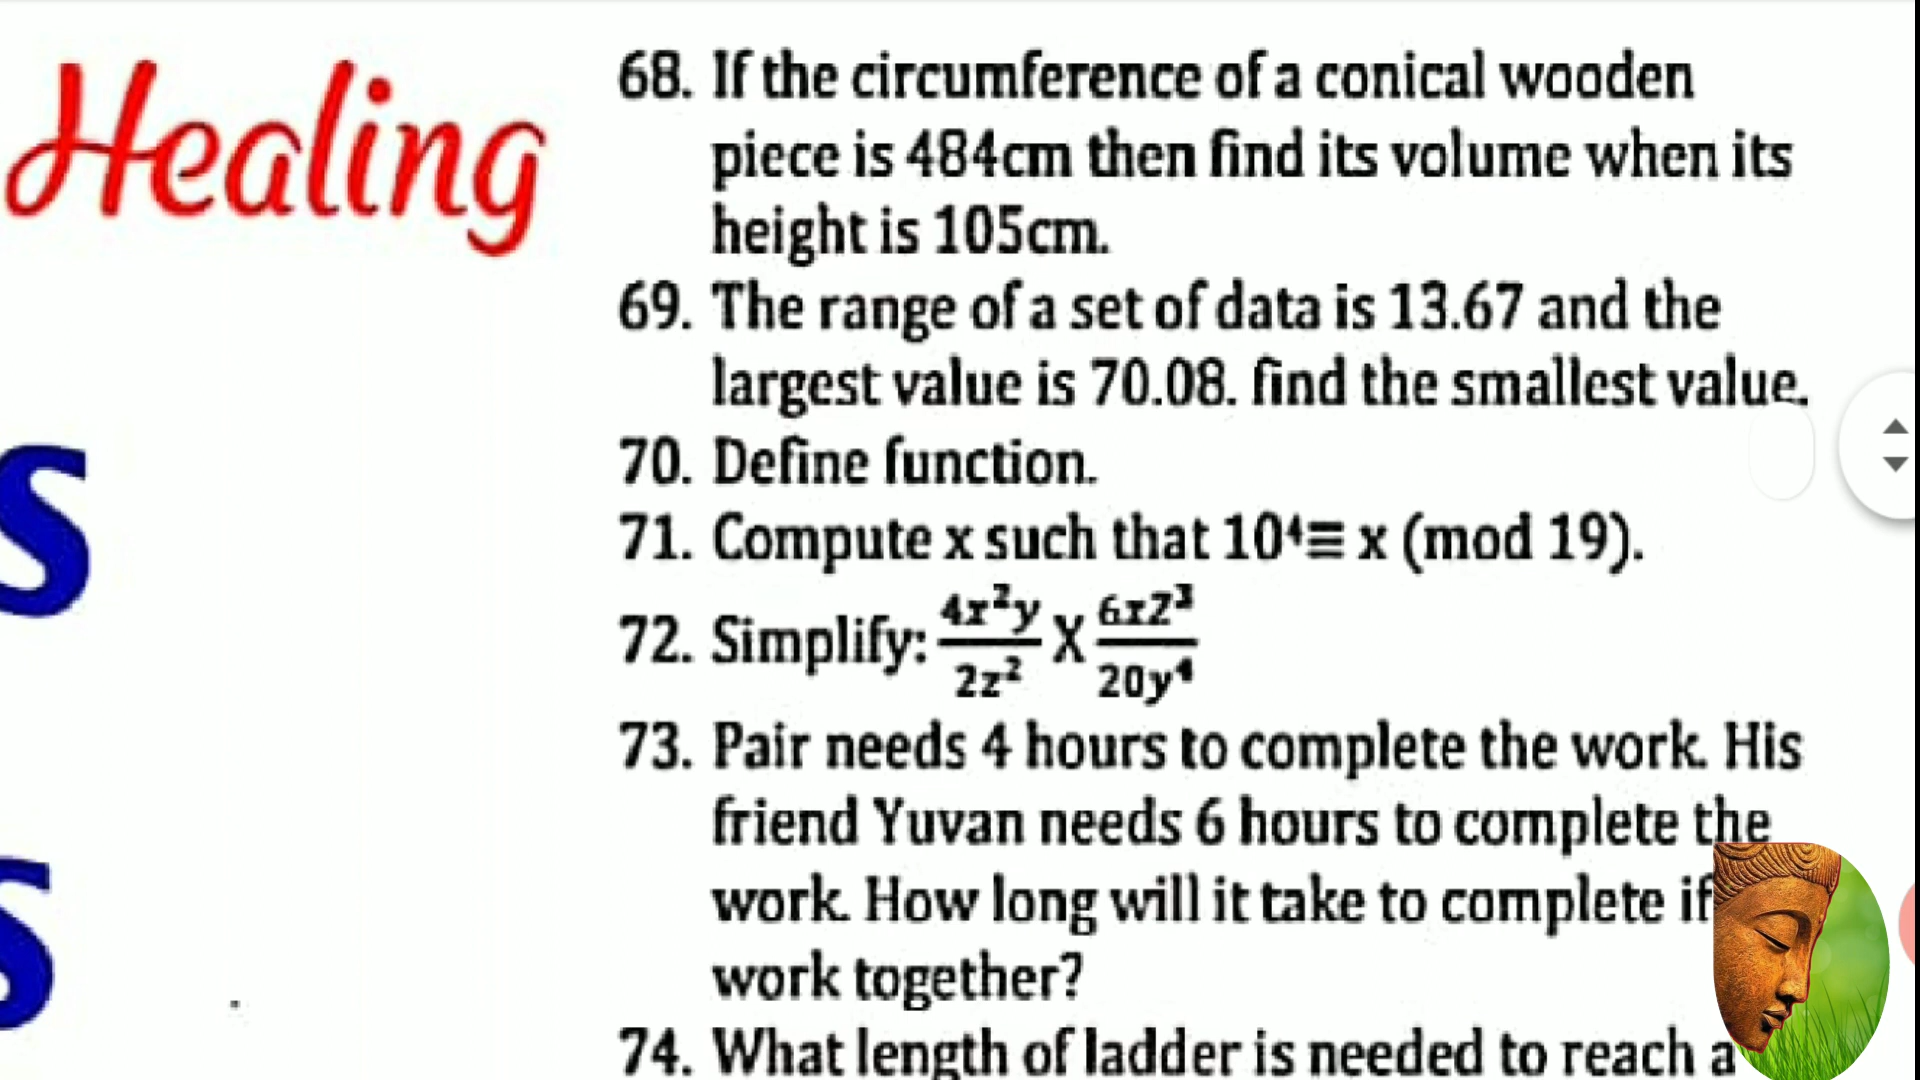 Healing
S
S
68. If the circumference of a conical wooden
piece is 484cm then find its volume when its
height is 105cm.
69. The range of a set of data is 13.67 and the
largest value is 70.08. find the smallest value.
70. Define function.
71. Compute x such that 10⁴≡ x (mod 19).
72. Simplify: 4x²y/2z² X 6xZ³/20y⁴
73. Pair needs 4 hours to complete the work. His
friend Yuvan needs 6 hours to complete the
work. How long will it take to complete if
work together?
74. What length of ladder is needed to reach a